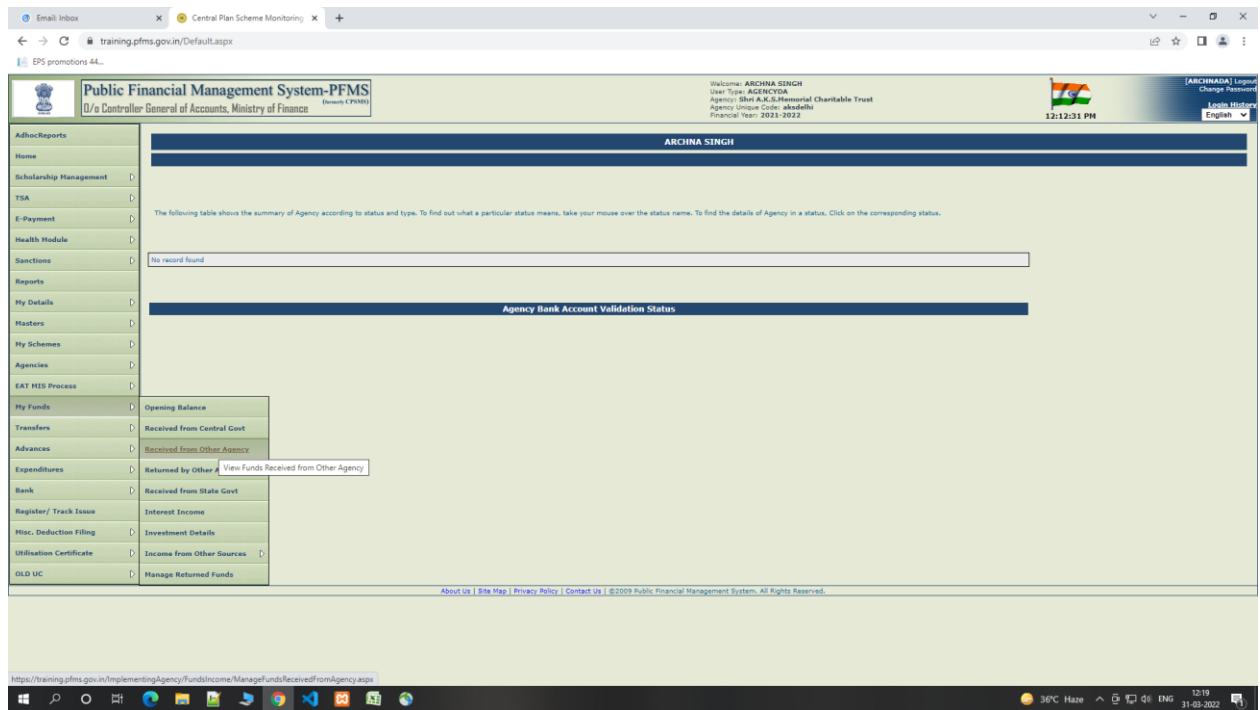 Email: Inbox
Central Plan Scheme Monitoring
training.pfms.gov.in/Default.aspx
EPS promotions 44...
Public Financial Management System-PFMS
(formerly CPSMS)
O/o Controller General of Accounts, Ministry of Finance
Welcome: ARCHNA SINGH
User Type: AGENCYDA
Agency: Shri A.K.S.Memorial Charitable Trust
Agency Unique Code: aksdelhi
Financial Year: 2021-2022
12:12:31 PM
[ARCHNADA] Logout
Change Password
Login History
English
AdhocReports
Home
Scholarship Management
TSA
E-Payment
Health Module
Sanctions
Reports
My Details
Masters
My Schemes
Agencies
EAT MIS Process
My Funds
Transfers
Advances
Expenditures
Bank
Register/ Track Issue
Misc. Deduction Filing
Utilisation Certificate
OLD UC
ARCHNA SINGH
The following table shows the summary of Agency according to status and type. To find out what a particular status means, take your mouse over the status name. To find the details of Agency in a status, Click on the corresponding status.
No record found
Agency Bank Account Validation Status
Opening Balance
Received from Central Govt
Received from Other Agency
View Funds Received from Other Agency
Returned by Other A
Received from State Govt
Interest Income
Investment Details
Income from Other Sources
Manage Returned Funds
About Us | Site Map | Privacy Policy | Contact Us | ©2009 Public Financial Management System. All Rights Reserved.
https://training.pfms.gov.in/ImplementingAgency/FundsIncome/ManageFundsReceivedFromAgency.aspx
36°C Haze
ENG
12:19
31-03-2022